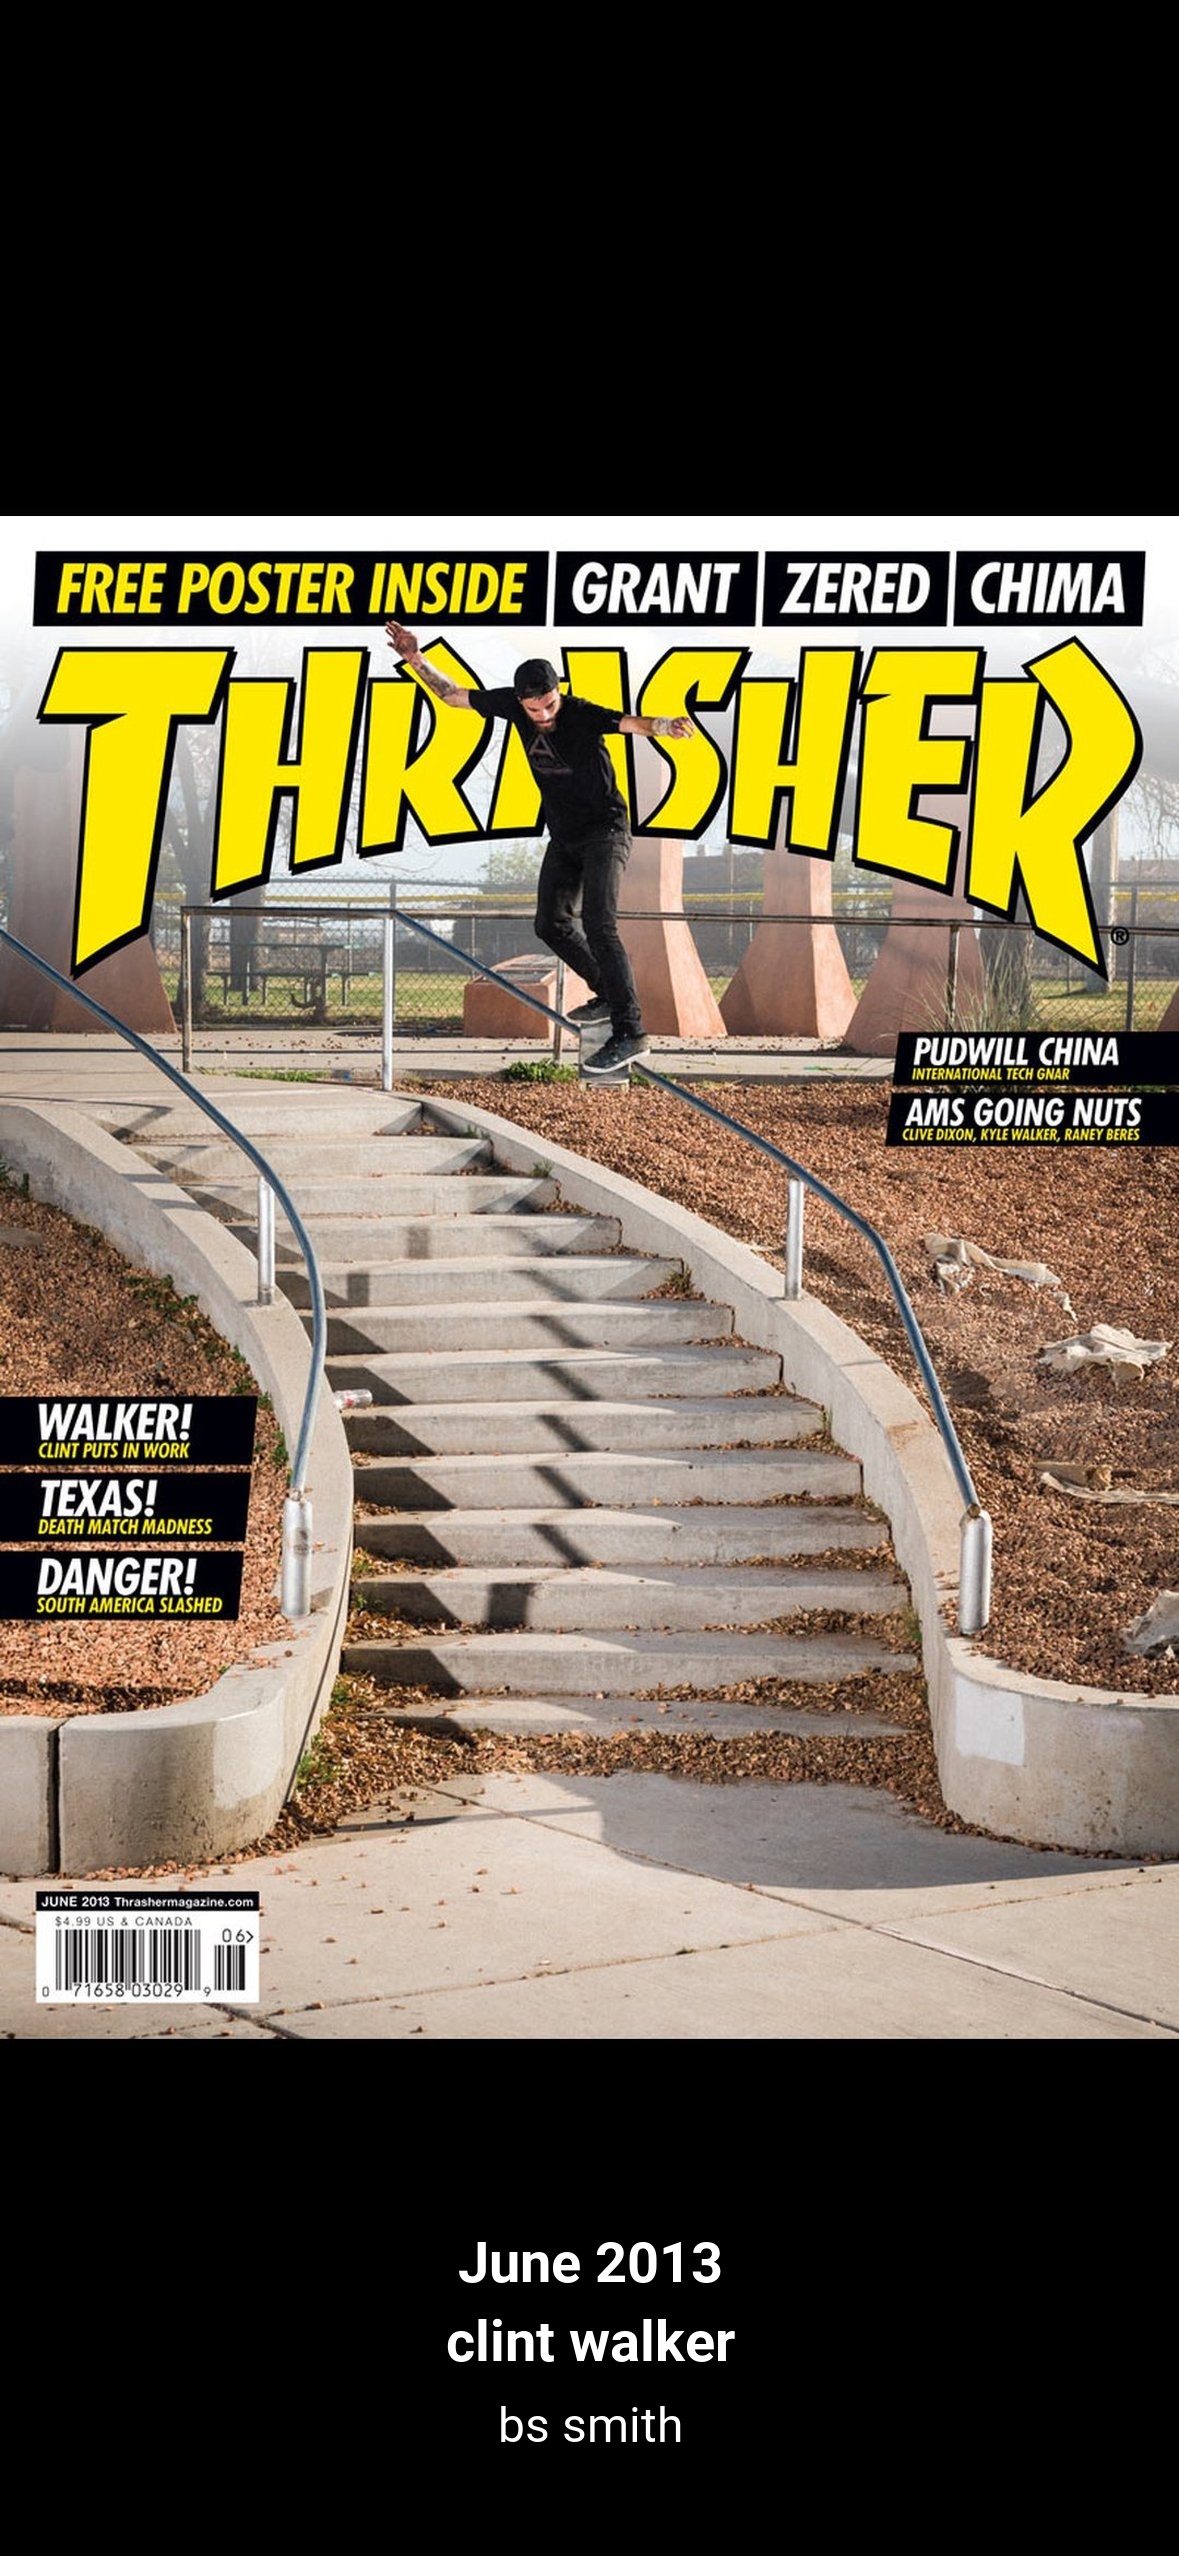 FREE POSTER INSIDE GRANT ZERED CHIMA
THRASHER
®
PUDWILL CHINA
INTERNATIONAL TECH GNAR
AMS GOING NUTS
CLIVE DIXON, KYLE WALKER, RANEY BERES
WALKER!
CLINT PUTS IN WORK
TEXAS!
DEATH MATCH MADNESS
DANGER!
SOUTH AMERICA SLASHED
JUNE 2013 Thrashermagazine.com
$4.99 US & CANADA
06>
0 71658 03029 9
June 2013
clint walker
bs smith